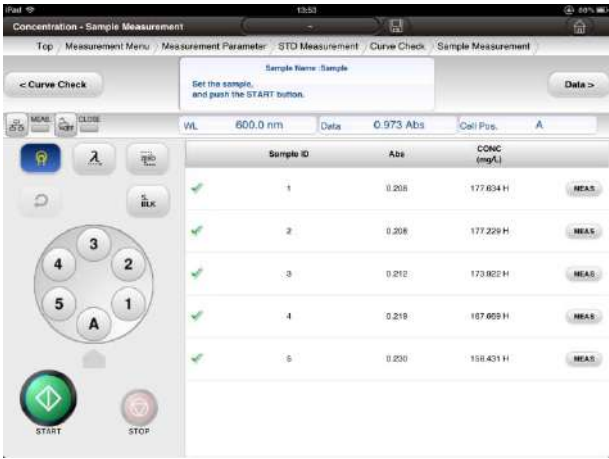 iPad 13:53
Concentration - Sample Measurement -
Top Measurement Menu Measurement Parameter STD Measurement Curve Check Sample Measurement
< Curve Check
Sample Name :Sample
Set the sample,
and push the START button.
Data >
MEAS. CLOSE
WL 600.0 nm Data 0.973 Abs Cell Pos. A
Sample ID Abs CONC
(mg/L)
1 0.208 177.634 H MEAS
2 0.208 177.229 H MEAS
3 0.212 173.922 H MEAS
4 0.219 167.669 H MEAS
5 0.230 158.431 H MEAS
λ
S.
BLK
3
4 2
5 1
A
START STOP